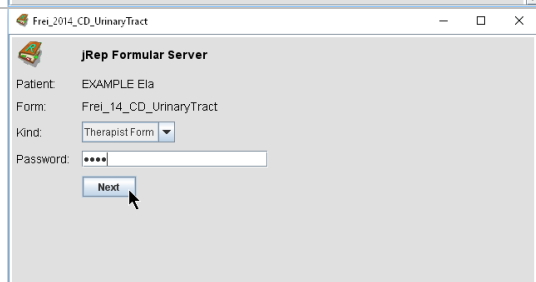 Frei_2014_CD_UrinaryTract
jRep Formular Server
Patient: EXAMPLE Ela
Form: Frei_14_CD_UrinaryTract
Kind: Therapist Form
Password: ••••
Next